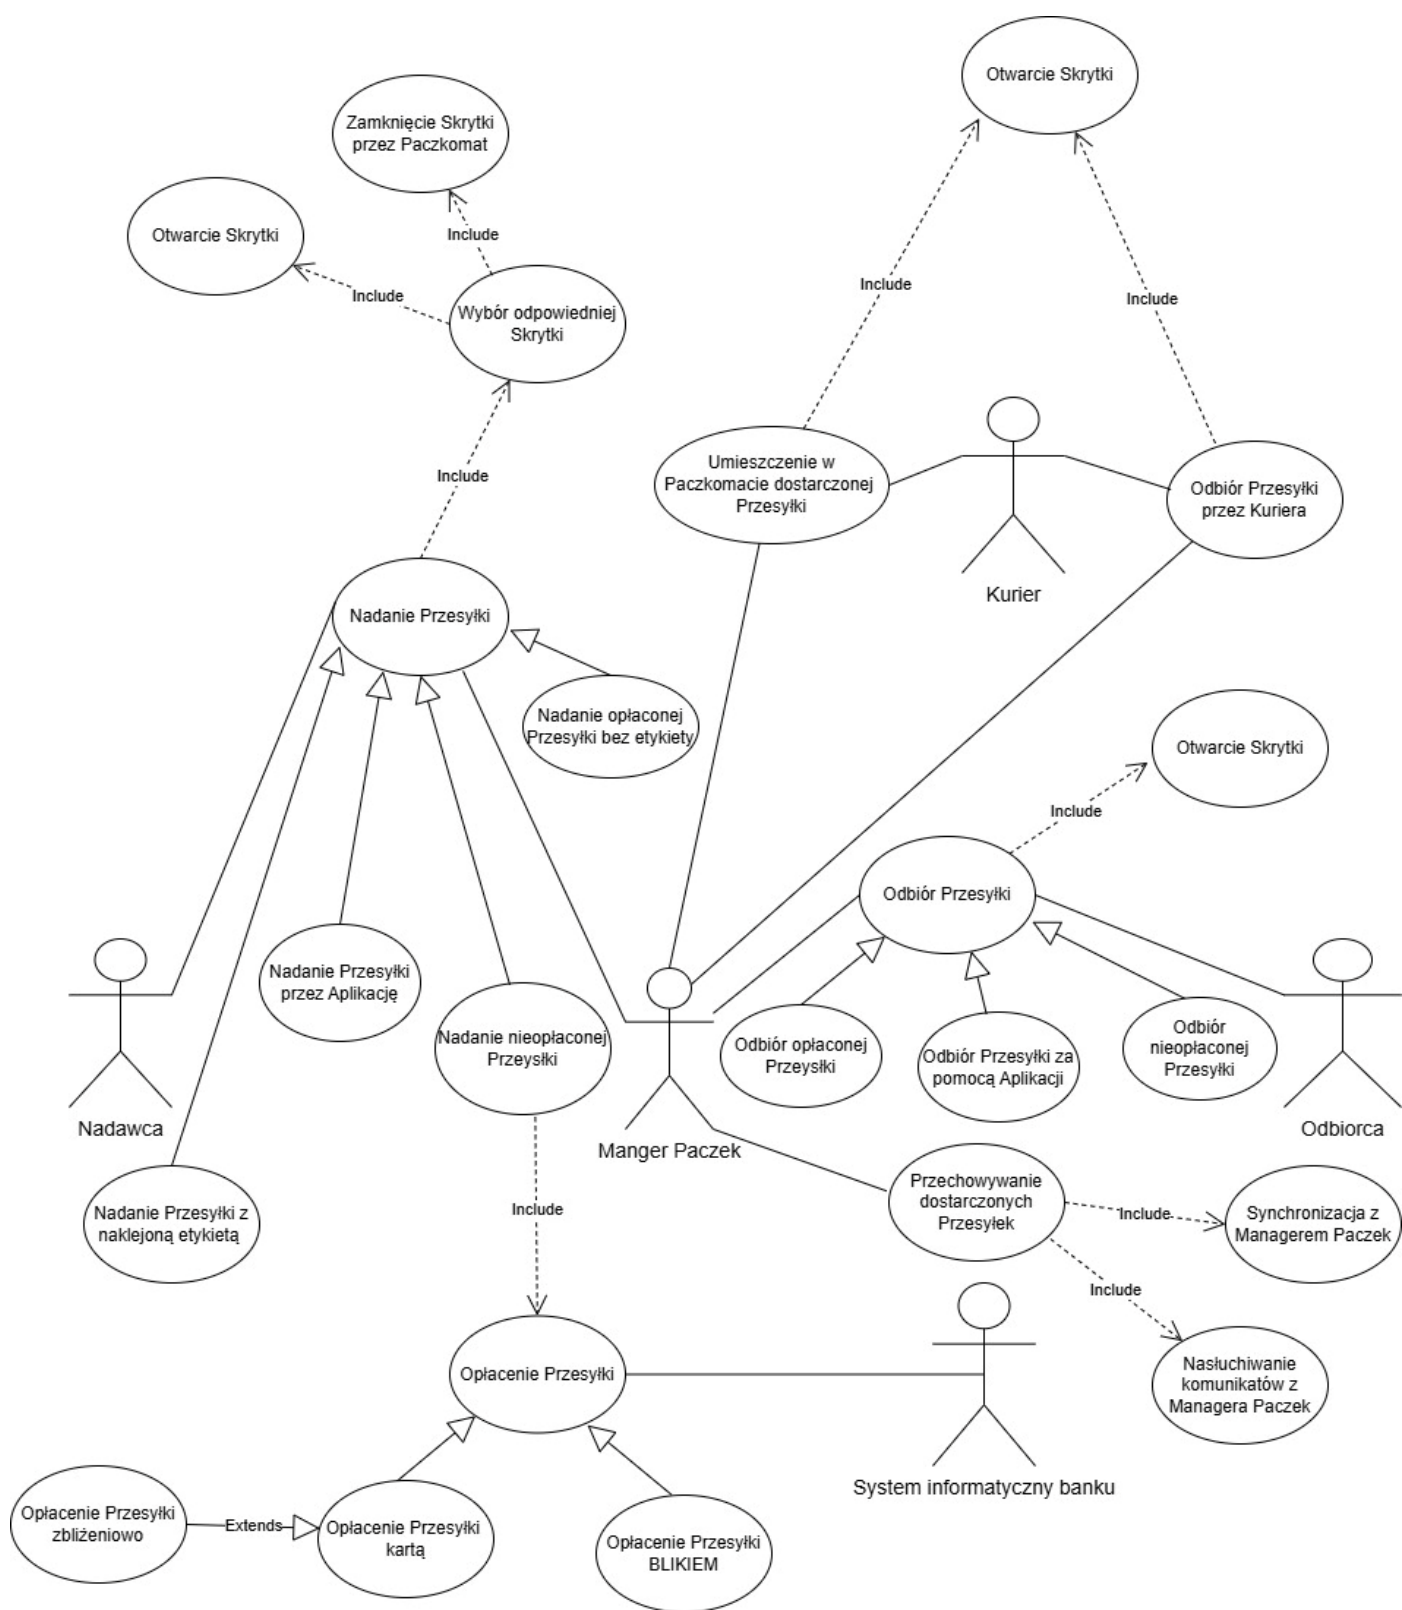 Otwarcie Skrytki
Zamknięcie Skrytki
przez Paczkomat
Otwarcie Skrytki
Include
Include
Wybór odpowiedniej
Skrytki
Include
Include
Include
Umieszczenie w
Paczkomacie dostarczonej
Przesyłki
Odbiór Przesyłki
przez Kuriera
Kurier
Nadanie Przesyłki
Nadanie opłaconej
Przesyłki bez etykiety
Otwarcie Skrytki
Include
Odbiór Przesyłki
Nadanie Przesyłki
przez Aplikację
Nadanie nieopłaconej
Przeysłki
Odbiór opłaconej
Przeysłki
Odbiór Przesyłki za
pomocą Aplikacji
Odbiór
nieopłaconej
Przesyłki
Nadawca
Manger Paczek
Odbiorca
Nadanie Przesyłki z
naklejoną etykietą
Include
Przechowywanie
dostarczonych
Przesyłek
Include
Synchronizacja z
Managerem Paczek
Include
Opłacenie Przesyłki
Nasłuchiwanie
komunikatów z
Managera Paczek
System informatyczny banku
Opłacenie Przesyłki
zbliżeniowo
Extends
Opłacenie Przesyłki
kartą
Opłacenie Przesyłki
BLIKIEM